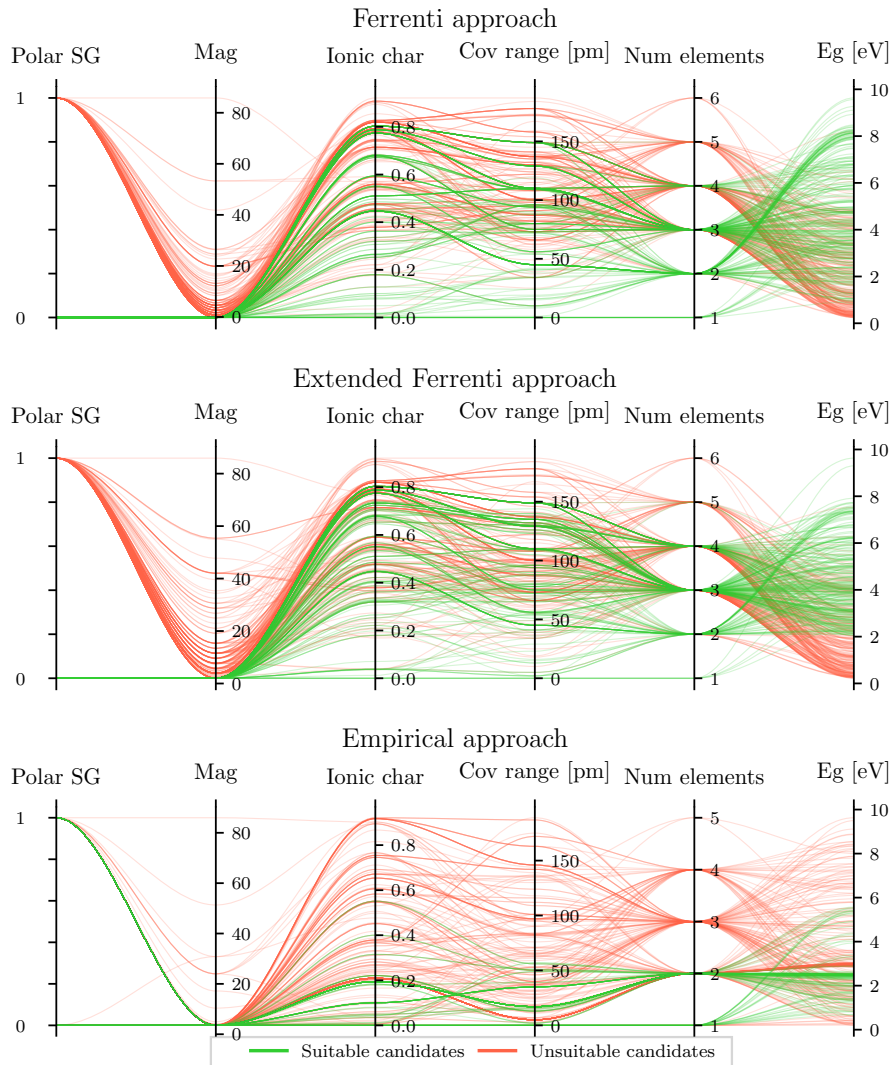 Ferrenti approach
Polar SG Mag Ionic char Cov range [pm] Num elements Eg [eV]
1 80 0.8 150 6 10
60 0.6 100 5 8
40 0.4 50 4 6
20 0.2 0 3 4
0 0 0.0 2 2
1 0
Extended Ferrenti approach
Polar SG Mag Ionic char Cov range [pm] Num elements Eg [eV]
1 80 0.8 150 6 10
60 0.6 100 5 8
40 0.4 50 4 6
20 0.2 0 3 4
0 0 0.0 2 2
1 0
Empirical approach
Polar SG Mag Ionic char Cov range [pm] Num elements Eg [eV]
1 80 0.8 150 5 10
60 0.6 100 4 8
40 0.4 50 3 6
20 0.2 0 2 4
0 0 0.0 1 2
0
Suitable candidates Unsuitable candidates